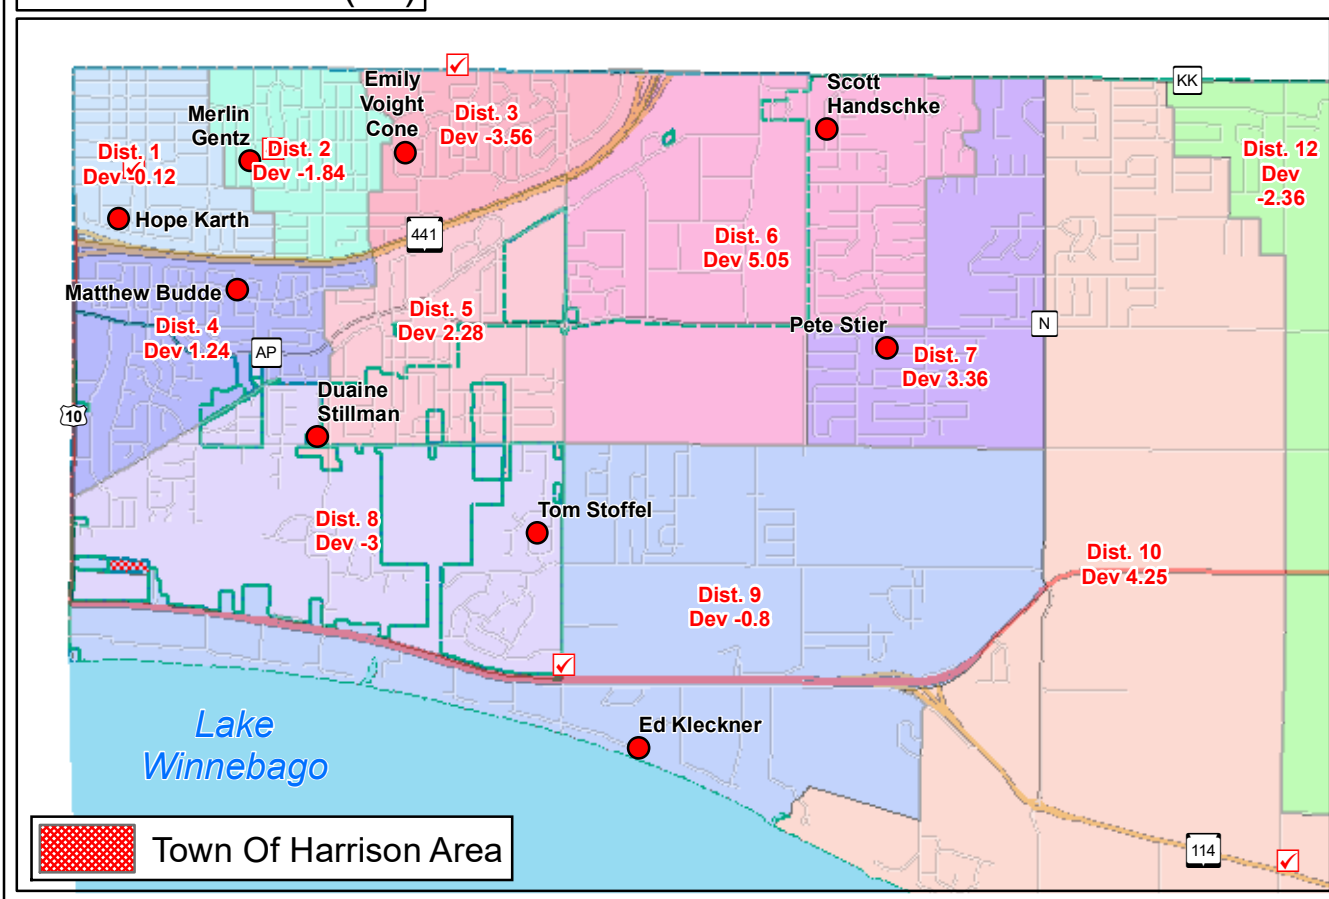 KK
Emily
Voight
Cone
Scott
Handschke
Merlin
Gentz
Dist. 3
Dev -3.56
Dist. 1
Dev -0.12
Dist. 2
Dev -1.84
Dist. 12
Dev
-2.36
Hope Karth
441
Dist. 6
Dev 5.05
Matthew Budde
Dist. 4
Dev 1.24
AP
Dist. 5
Dev 2.28
Pete Stier
N
Dist. 7
Dev 3.36
Duaine
Stillman
10
Tom Stoffel
Dist. 8
Dev -3
Dist. 10
Dev 4.25
Dist. 9
Dev -0.8
Ed Kleckner
Lake
Winnebago
114
Town Of Harrison Area